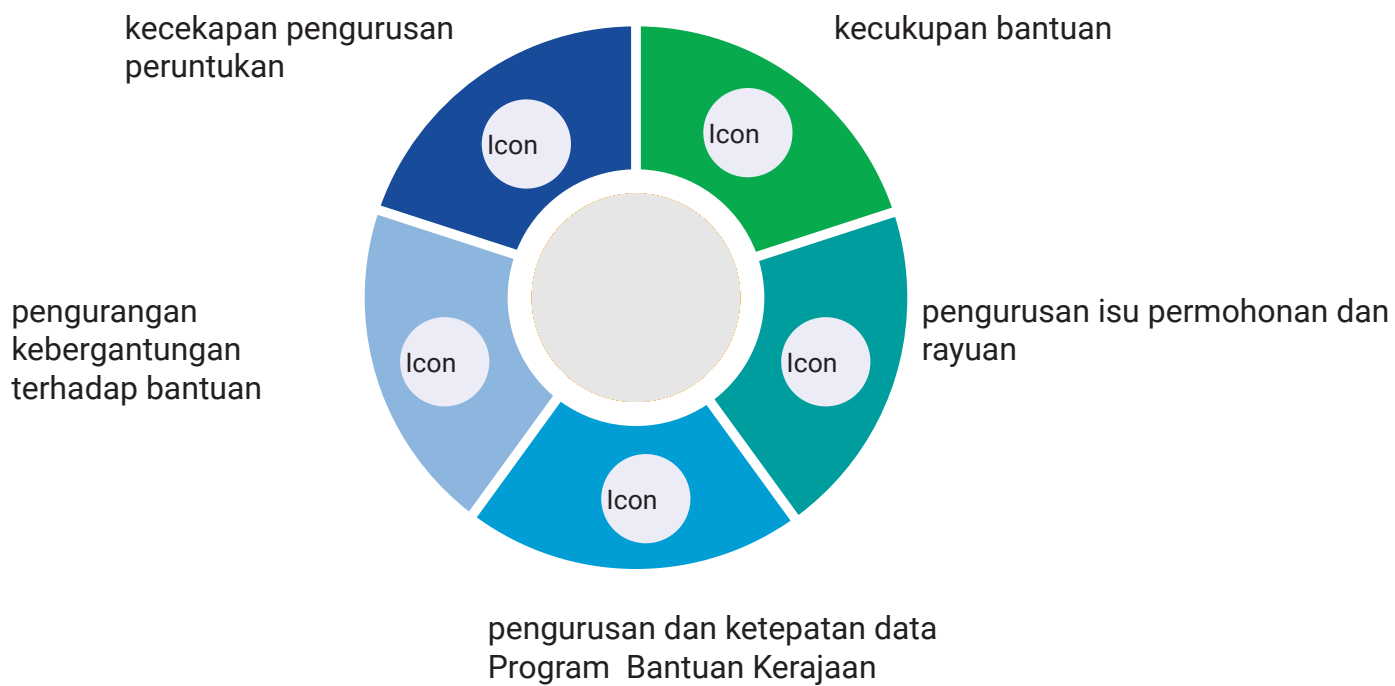 kecekapan pengurusan
peruntukan
kecukupan bantuan
Icon
Icon
pengurangan
kebergantungan
terhadap bantuan
pengurusan isu permohonan dan
rayuan
Icon
Icon
Icon
pengurusan dan ketepatan data
Program  Bantuan Kerajaan